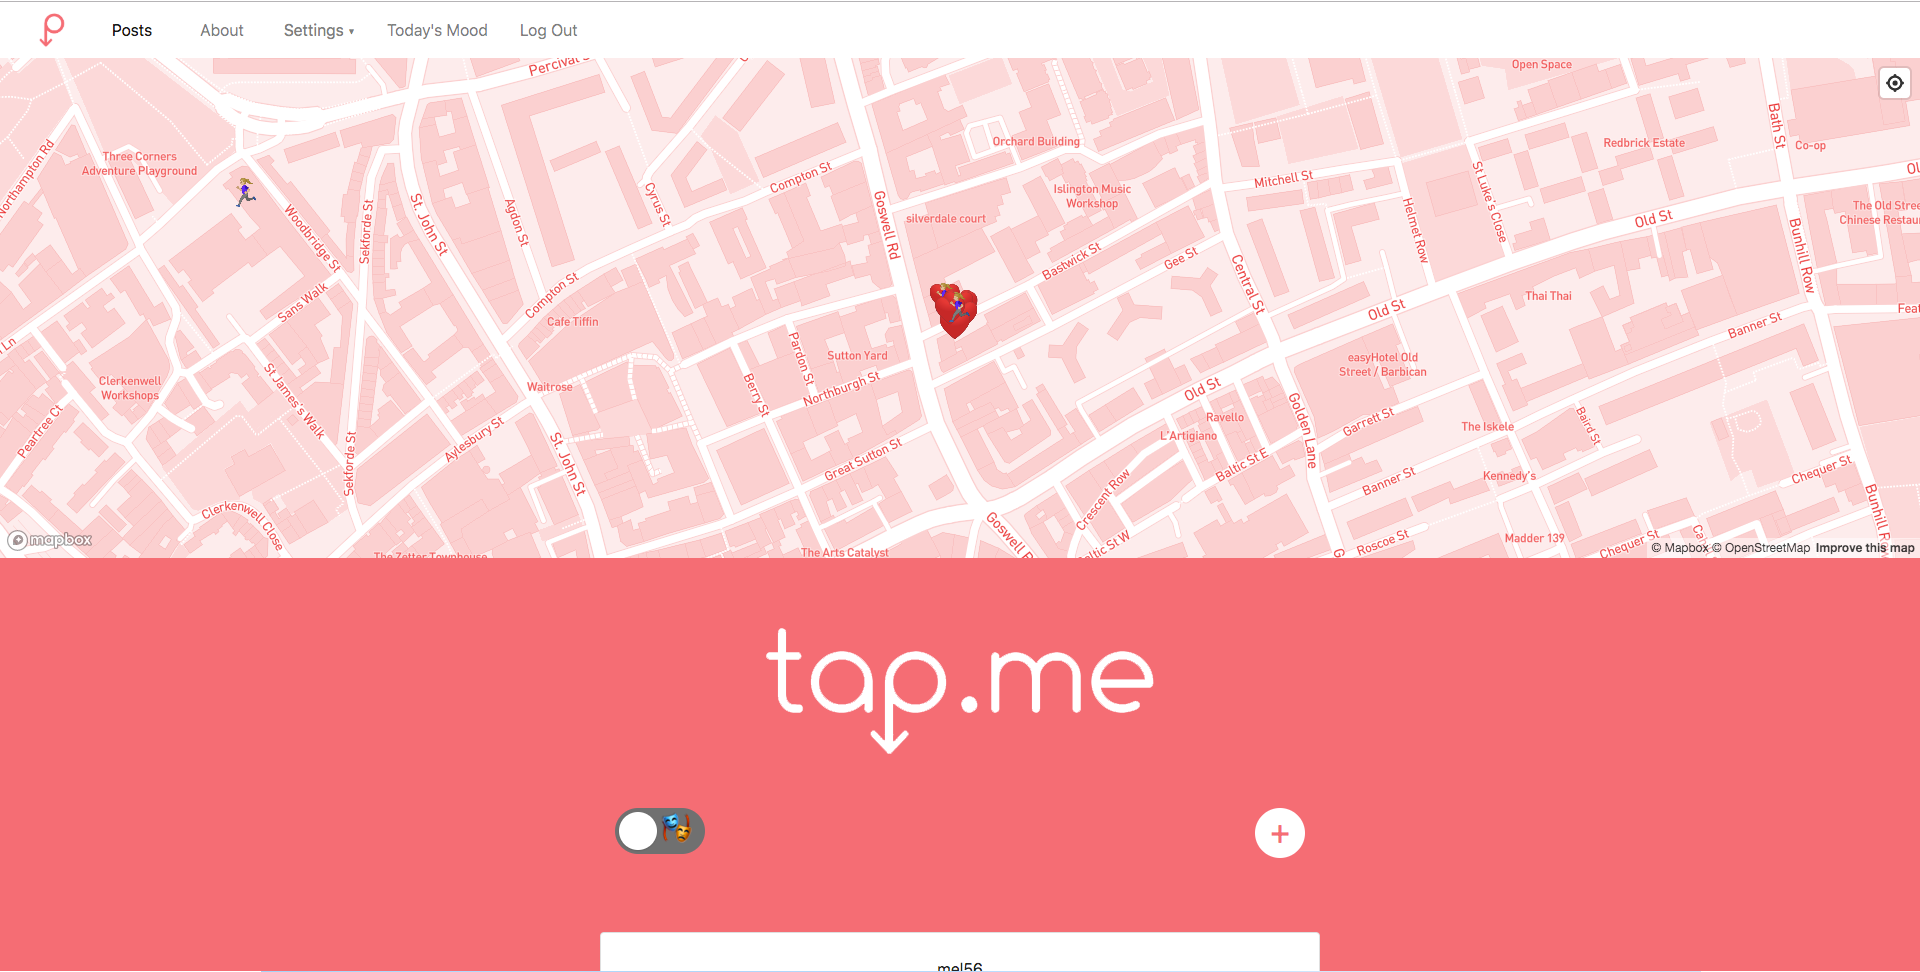 Posts About Settings ▾ Today's Mood Log Out
Percival S
Open Space
Bath St
Northampton Rd
Three Corners
Adventure Playground
Orchard Building
Redbrick Estate
Co-op
Compton St
Mitchell St
St Luke's Close
Islington Music
Workshop
Cyrus St
Agdon St
St. John St
Sekforde St
Woodbridge St
Goswell Rd
silverdale court
Helmet Row
Old St
The Old Stree
Chinese Restau
Bunhill Row
Bastwick St
Gee St
Central St
Sans Walk
Compton St
Cafe Tiffin
Thai Thai
Old St
Banner St
Feat
Ln
Pardon St
Sutton Yard
easyHotel Old
Street / Barbican
Clerkenwell
Workshops
St James's Walk
Waitrose
Berry St
Northburgh St
Old St
Golden Lane
Garrett St
Ravello
L'Artigiano
The Iskele
Baird St
Peartree Ct
Aylesbury St
Sekforde St
St. John St
Great Sutton St
Baltic St E
Banner St
Kennedy's
Chequer St
Crescent Row
Bunhill Row
Clerkenwell Close
Goswell R
Baltic St W
Roscoe St
Madder 139
Chequer St
The Zetter Townhouse
The Arts Catalyst
mapbox
© Mapbox © OpenStreetMap Improve this map
tap.me
+
mel56